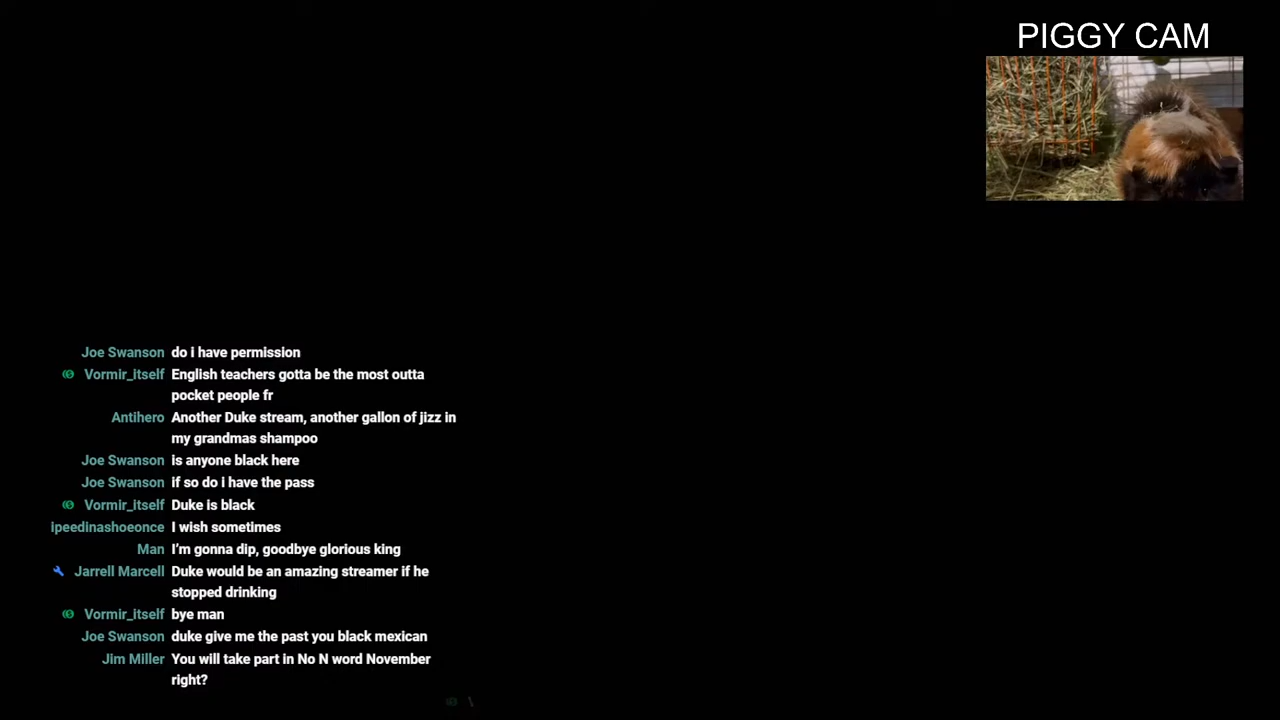 PIGGY CAM
Joe Swanson do i have permission
Vormir_itself English teachers gotta be the most outta
pocket people fr
Antihero Another Duke stream, another gallon of jizz in
my grandmas shampoo
Joe Swanson is anyone black here
Joe Swanson if so do i have the pass
Vormir_itself Duke is black
ipeedinashoeonce I wish sometimes
Man I'm gonna dip, goodbye glorious king
Jarrell Marcell Duke would be an amazing streamer if he
stopped drinking
Vormir_itself bye man
Joe Swanson duke give me the past you black mexican
Jim Miller You will take part in No N word November
right?